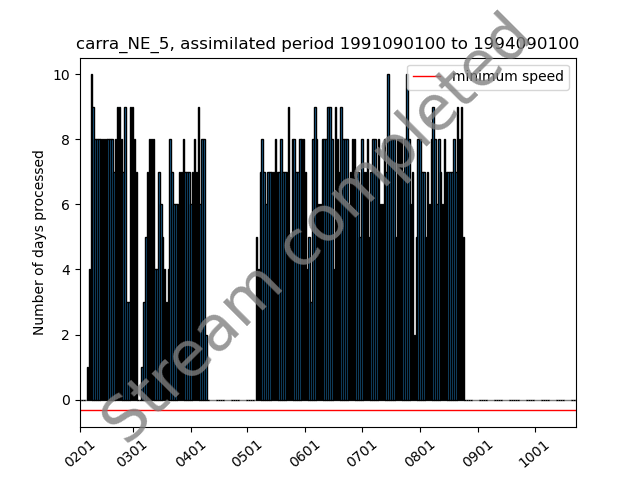 carra_NE_5, assimilated period 1991090100 to 1994090100
minimum speed
Number of days processed
10
8
6
4
2
0
0201 0301 0401 0501 0601 0701 0801 0901 1001
Stream completed